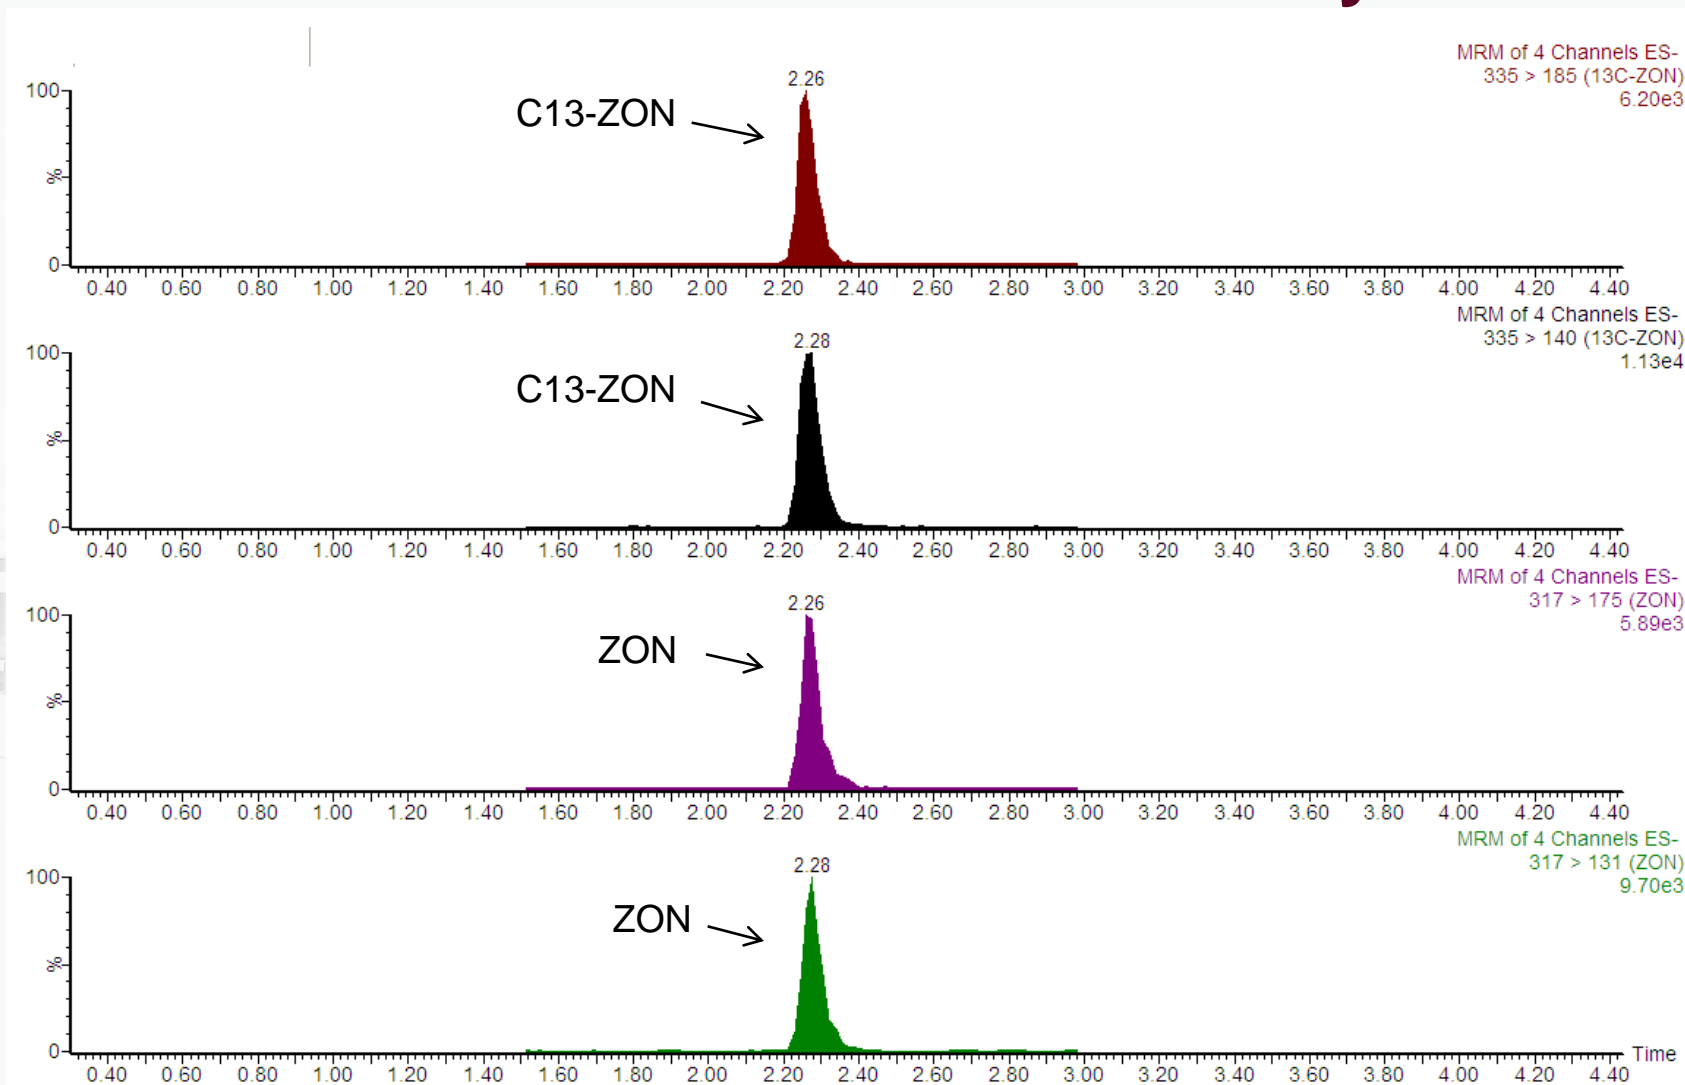 MRM of 4 Channels ES-
335 > 185 (13C-ZON)
6.20e3
2.26
C13-ZON
100
%
0
0.40 0.60 0.80 1.00 1.20 1.40 1.60 1.80 2.00 2.20 2.40 2.60 2.80 3.00 3.20 3.40 3.60 3.80 4.00 4.20 4.40
MRM of 4 Channels ES-
335 > 140 (13C-ZON)
1.13e4
2.28
C13-ZON
100
%
0
0.40 0.60 0.80 1.00 1.20 1.40 1.60 1.80 2.00 2.20 2.40 2.60 2.80 3.00 3.20 3.40 3.60 3.80 4.00 4.20 4.40
MRM of 4 Channels ES-
317 > 175 (ZON)
5.89e3
2.26
ZON
100
%
0
0.40 0.60 0.80 1.00 1.20 1.40 1.60 1.80 2.00 2.20 2.40 2.60 2.80 3.00 3.20 3.40 3.60 3.80 4.00 4.20 4.40
MRM of 4 Channels ES-
317 > 131 (ZON)
9.70e3
2.28
ZON
100
%
0
Time
0.40 0.60 0.80 1.00 1.20 1.40 1.60 1.80 2.00 2.20 2.40 2.60 2.80 3.00 3.20 3.40 3.60 3.80 4.00 4.20 4.40